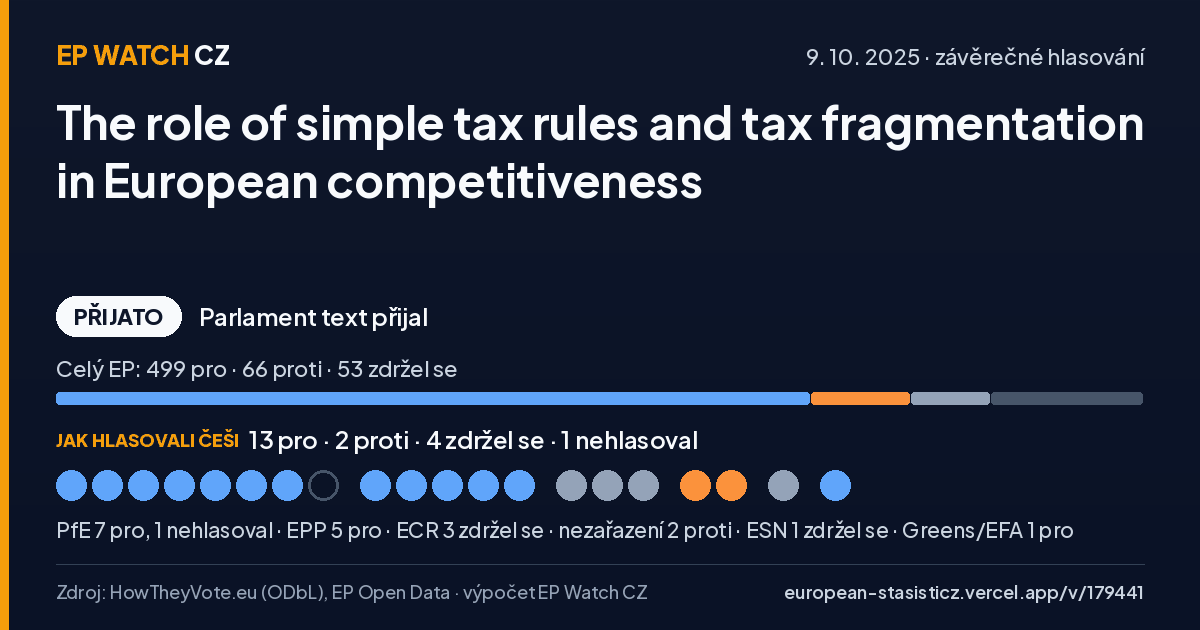 EP WATCH CZ
9. 10. 2025 · závěrečné hlasování
The role of simple tax rules and tax fragmentation
in European competitiveness
PŘIJATO Parlament text přijal
Celý EP: 499 pro · 66 proti · 53 zdržel se
JAK HLASOVALI ČEŠI 13 pro · 2 proti · 4 zdržel se · 1 nehlasoval
PfE 7 pro, 1 nehlasoval · EPP 5 pro · ECR 3 zdržel se · nezařazení 2 proti · ESN 1 zdržel se · Greens/EFA 1 pro
Zdroj: HowTheyVote.eu (ODbL), EP Open Data · výpočet EP Watch CZ
european-stasisticz.vercel.app/v/179441